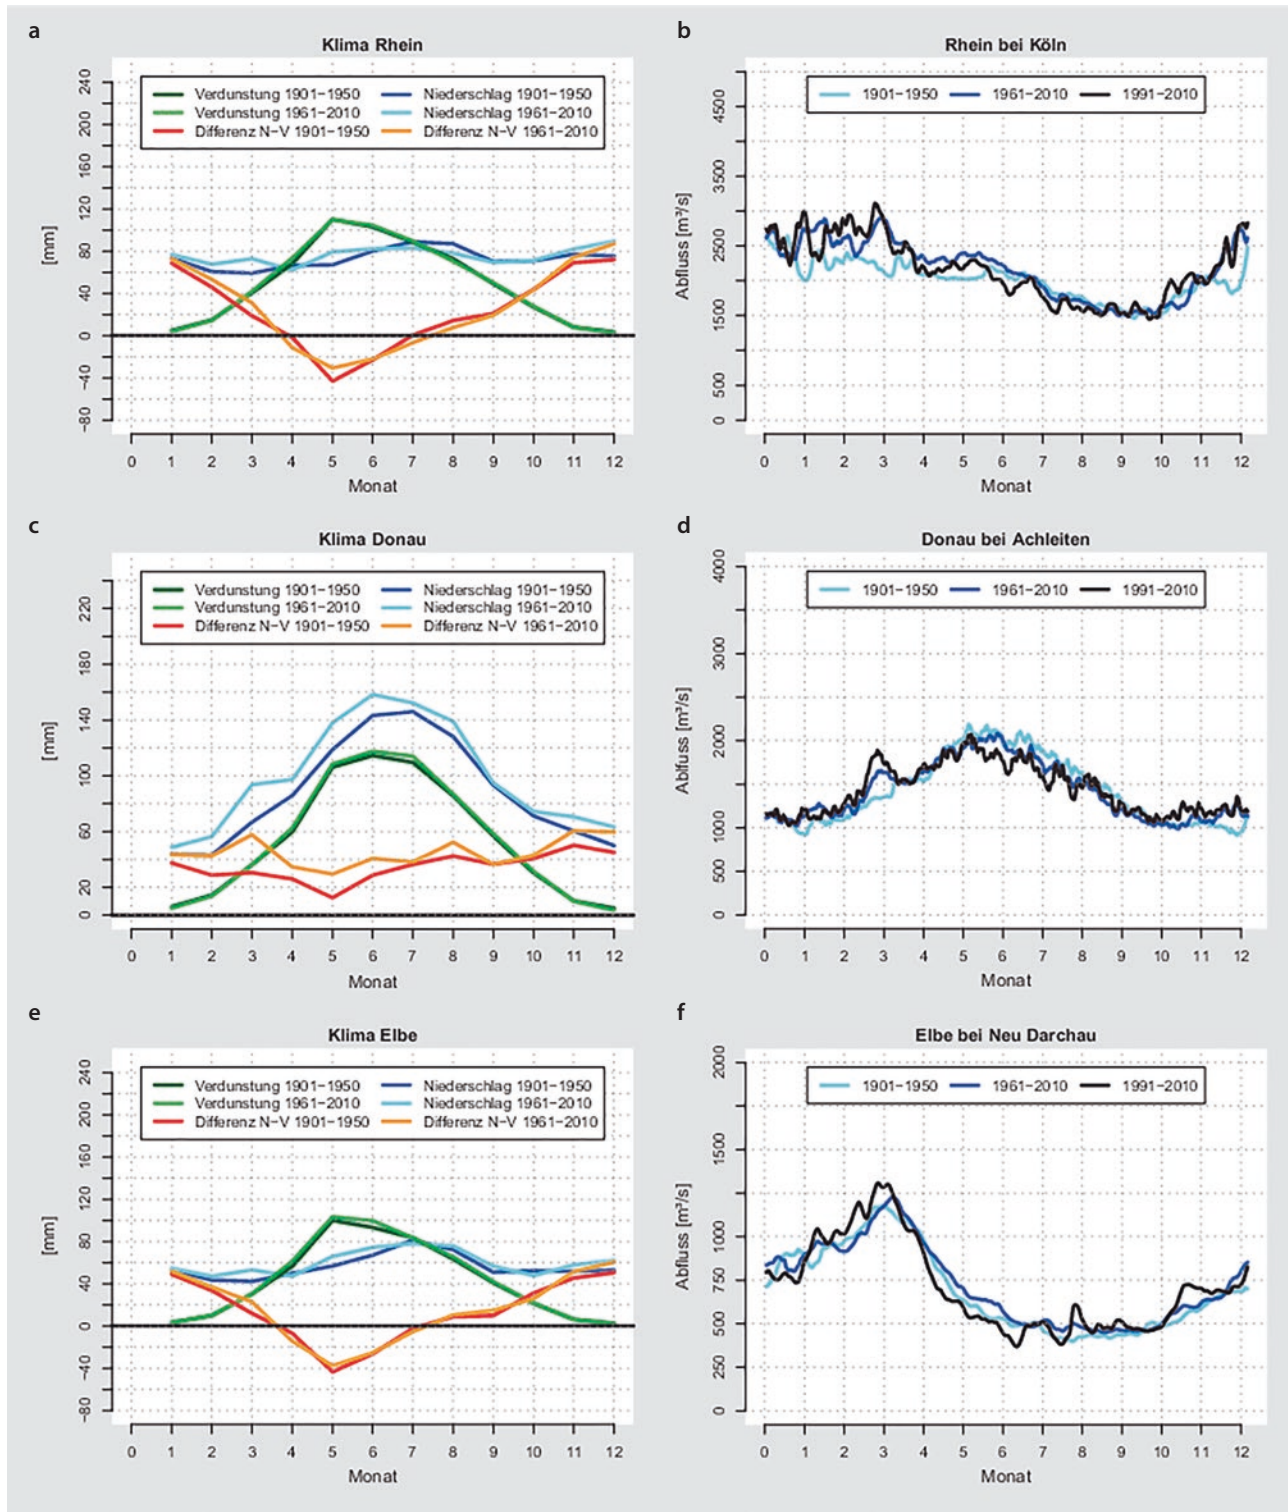 a
Klima Rhein
Verdunstung 1901−1950
Verdunstung 1961−2010
Differenz N−V 1901−1950
Niederschlag 1901−1950
Niederschlag 1961−2010
Differenz N−V 1961−2010
[mm]
240
200
160
120
80
40
0
−40
−80
0 1 2 3 4 5 6 7 8 9 10 11 12
Monat
b
Rhein bei Köln
1901−1950 1961−2010 1991−2010
Abfluss [m³/s]
4500
3500
2500
1500
500
0
0 1 2 3 4 5 6 7 8 9 10 11 12
Monat
c
Klima Donau
Verdunstung 1901−1950
Verdunstung 1961−2010
Differenz N−V 1901−1950
Niederschlag 1901−1950
Niederschlag 1961−2010
Differenz N−V 1961−2010
[mm]
220
180
140
100
60
20
0
0 1 2 3 4 5 6 7 8 9 10 11 12
Monat
d
Donau bei Achleiten
1901−1950 1961−2010 1991−2010
Ablfuss [m³/s]
4000
3000
2000
1000
500
0
0 1 2 3 4 5 6 7 8 9 10 11 12
Monat
e
Klima Elbe
Verdunstung 1901−1950
Verdunstung 1961−2010
Differenz N−V 1901−1950
Niederschlag 1901−1950
Niederschlag 1961−2010
Differenz N−V 1961−2010
[mm]
240
200
160
120
80
40
0
−40
−80
0 1 2 3 4 5 6 7 8 9 10 11 12
Monat
f
Elbe bei Neu Darchau
1901−1950 1961−2010 1991−2010
Abfluss [m³/s]
2000
1500
1000
750
500
250
0
0 1 2 3 4 5 6 7 8 9 10 11 12
Monat